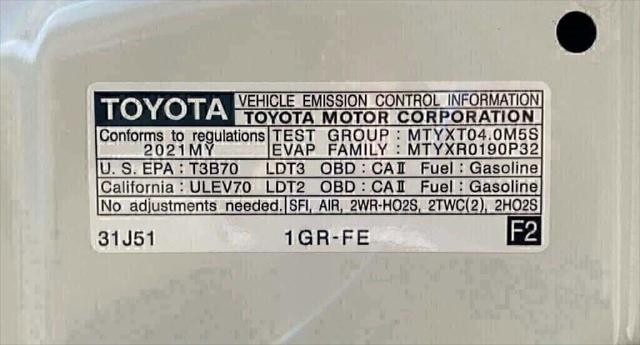 TOYOTA VEHICLE EMISSION CONTROL INFORMATION
TOYOTA MOTOR CORPORATION
Conforms to regulations TEST GROUP : MTYXT04.0M5S
2021MY EVAP FAMILY : MTYXR0190P32
U. S. EPA : T3B70 LDT3 OBD : CAⅡ Fuel : Gasoline
California : ULEV70 LDT2 OBD : CAⅡ Fuel : Gasoline
No adjustments needed. SFI, AIR, 2WR-HO2S, 2TWC(2), 2HO2S
31J51 1GR-FE F2